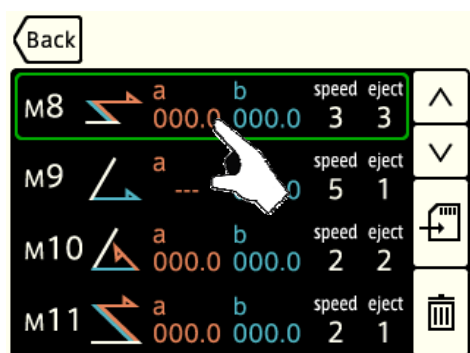 Back
M8 a 000.0 b 000.0 speed 3 eject 3
M9 a --- b speed 5 eject 1
M10 a 000.0 b 000.0 speed 2 eject 2
M11 a 000.0 b 000.0 speed 2 eject 1